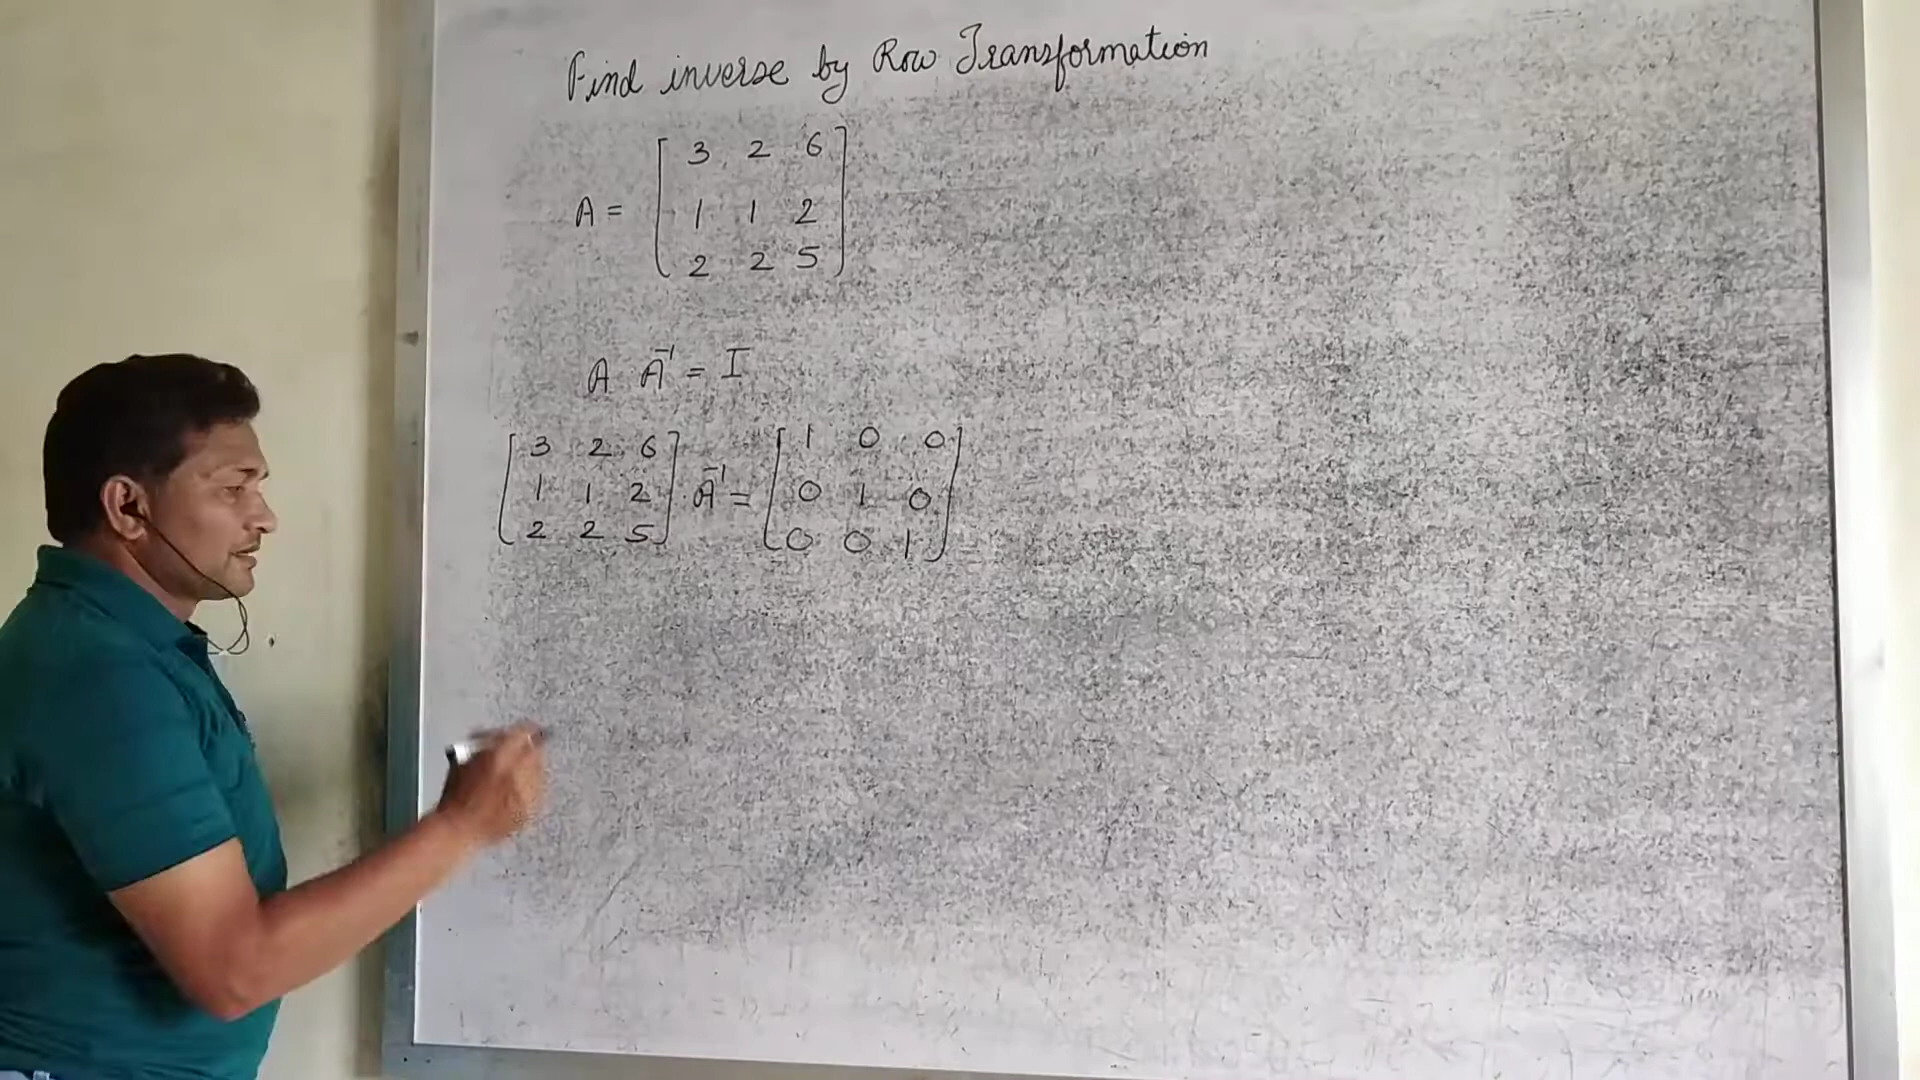 Find inverse by Row Transformation
3 2 6
A = 1 1 2
2 2 5
A A⁻¹ = I
[3 2 6] [1 0 0]
[1 1 2] A⁻¹ = [0 1 0]
[2 2 5] [0 0 1]